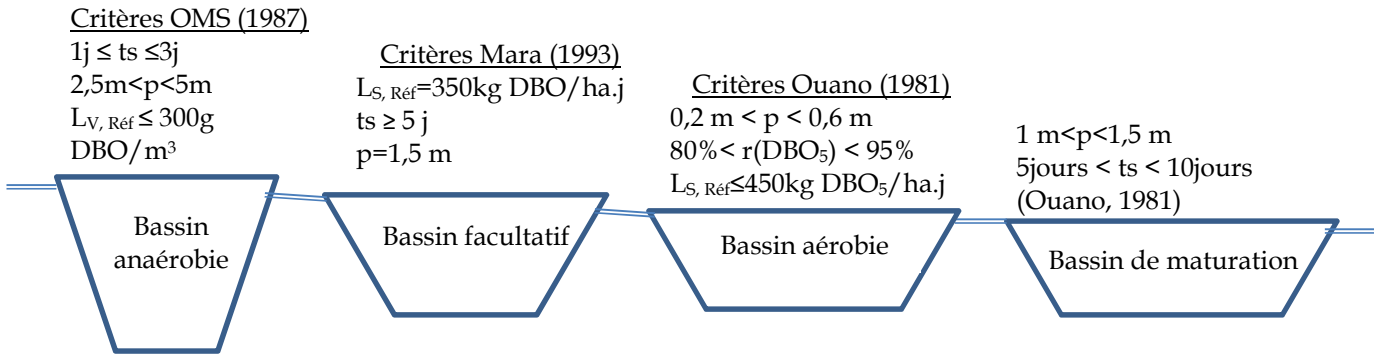 Critères OMS (1987)
1j ≤ ts ≤3j
2,5m<p<5m
LV, Réf ≤ 300g
DBO/m³
Bassin
anaérobie
Critères Mara (1993)
LS, Réf=350kg DBO/ha.j
ts ≥ 5 j
p=1,5 m
Bassin facultatif
Critères Ouano (1981)
0,2 m < p < 0,6 m
80%< r(DBO₅) < 95%
LS, Réf≤450kg DBO₅/ha.j
Bassin aérobie
1 m<p<1,5 m
5jours < ts < 10jours
(Ouano, 1981)
Bassin de maturation